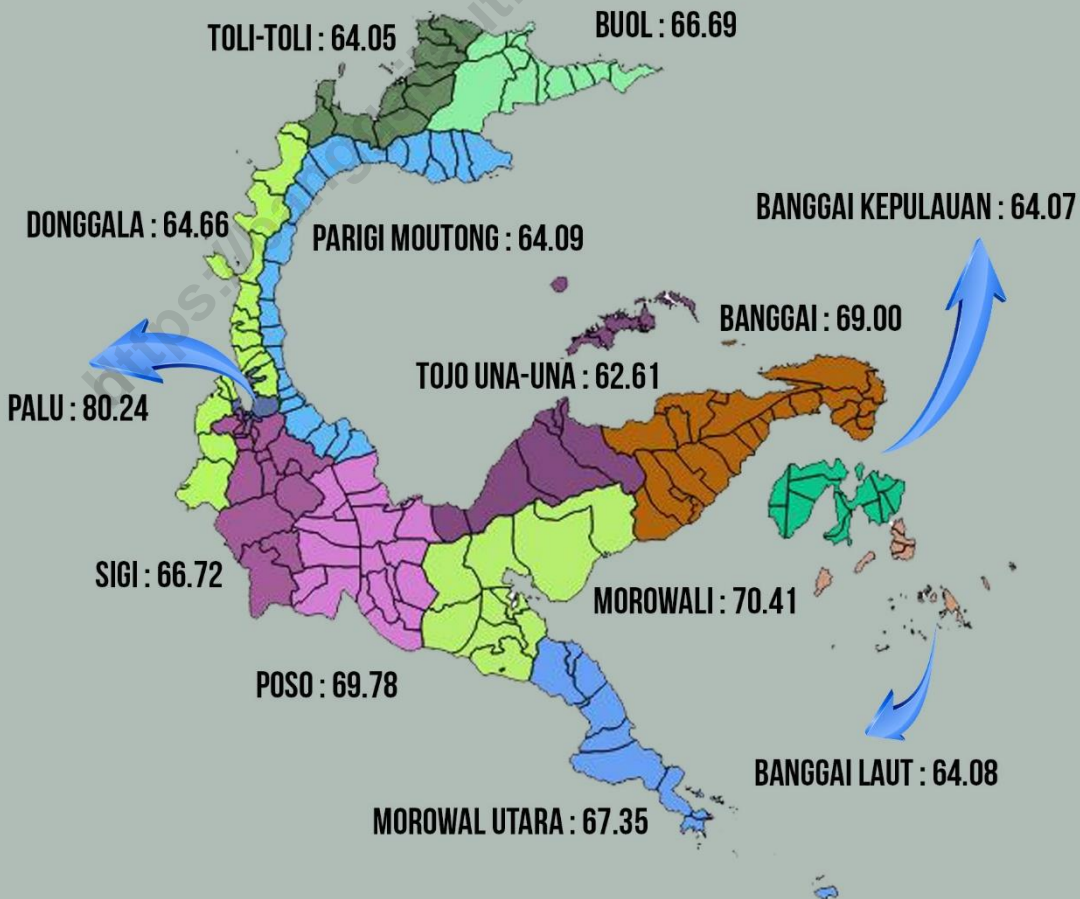 TOLI-TOLI : 64.05
BUOL : 66.69
BANGGAI KEPULAUAN : 64.07
DONGGALA : 64.66
PARIGI MOUTONG : 64.09
BANGGAI : 69.00
TOJO UNA-UNA : 62.61
PALU : 80.24
SIGI : 66.72
MOROWALI : 70.41
POSO : 69.78
BANGGAI LAUT : 64.08
MOROWAL UTARA : 67.35